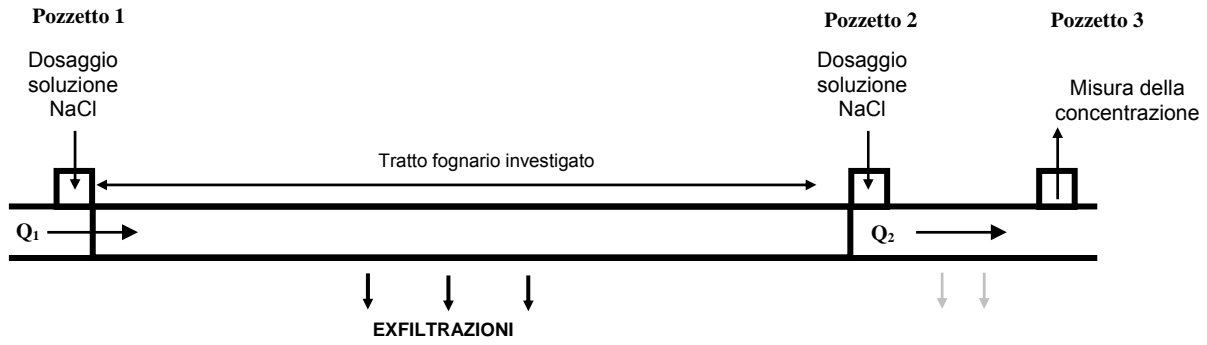 Pozzetto 1
Pozzetto 2
Pozzetto 3
Dosaggio
soluzione
NaCl
Dosaggio
soluzione
NaCl
Misura della
concentrazione
Tratto fognario investigato
Q₁
Q₂
EXFILTRAZIONI